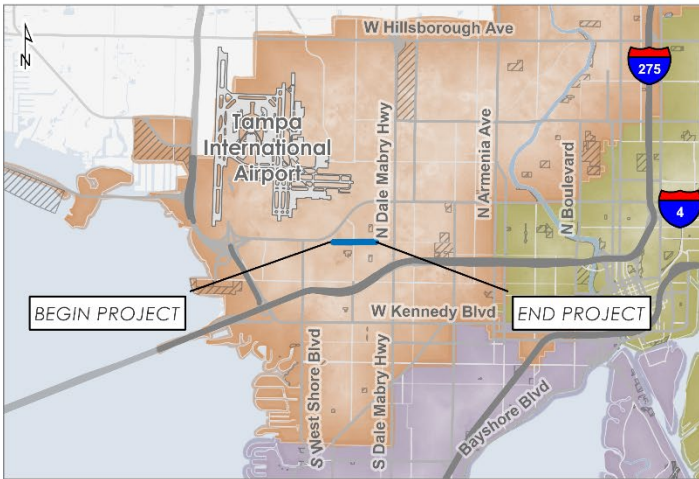 W Hillsborough Ave
N
275
Tampa
International
Airport
N Dale Mabry Hwy
N Armenia Ave
N Boulevard
4
BEGIN PROJECT
END PROJECT
W Kennedy Blvd
S West Shore Blvd
S Dale Mabry Hwy
Bayshore Blvd